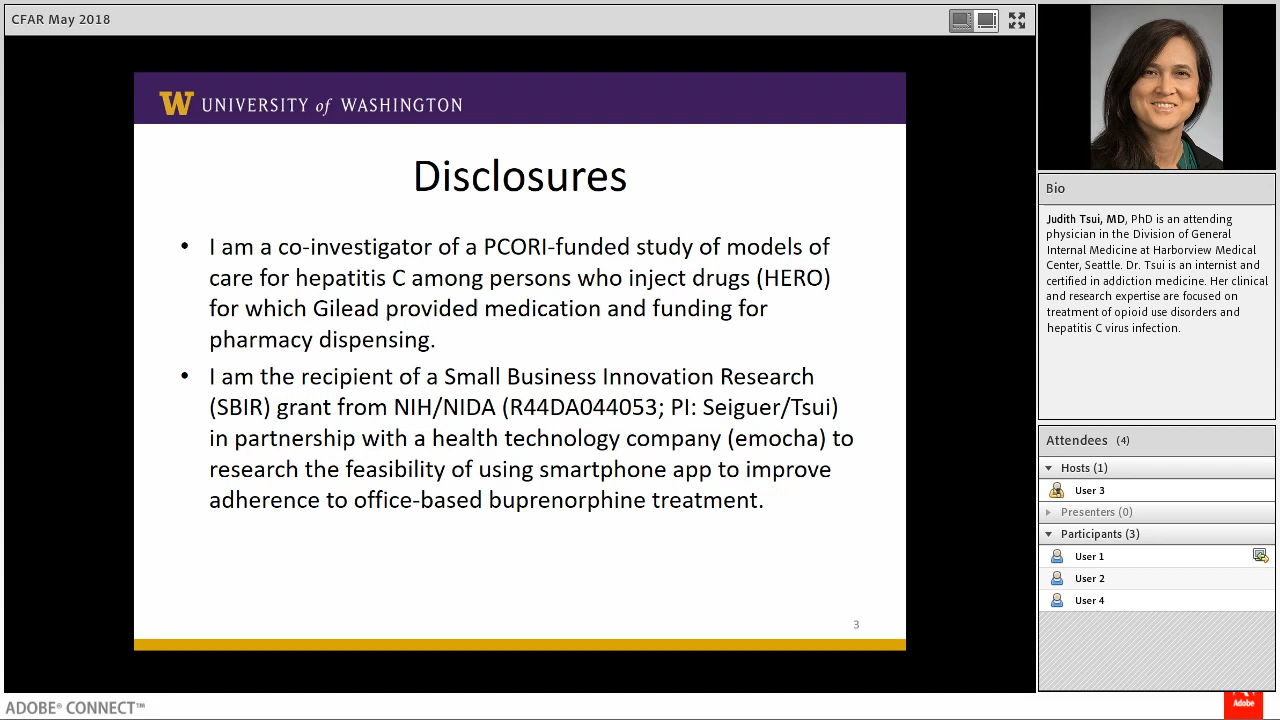 CFAR May 2018
W UNIVERSITY of WASHINGTON
Disclosures
• I am a co-investigator of a PCORI-funded study of models of
care for hepatitis C among persons who inject drugs (HERO)
for which Gilead provided medication and funding for
pharmacy dispensing.
• I am the recipient of a Small Business Innovation Research
(SBIR) grant from NIH/NIDA (R44DA044053; PI: Seiguer/Tsui)
in partnership with a health technology company (emocha) to
research the feasibility of using smartphone app to improve
adherence to office-based buprenorphine treatment.
3
Bio
Judith Tsui, MD, PhD is an attending
physician in the Division of General
Internal Medicine at Harborview Medical
Center, Seattle. Dr. Tsui is an internist and
certified in addiction medicine. Her clinical
and research expertise are focused on
treatment of opioid use disorders and
hepatitis C virus infection.
Attendees (4)
Hosts (1)
User 3
Presenters (0)
Participants (3)
User 1
User 2
User 4
ADOBE® CONNECT™
Adobe